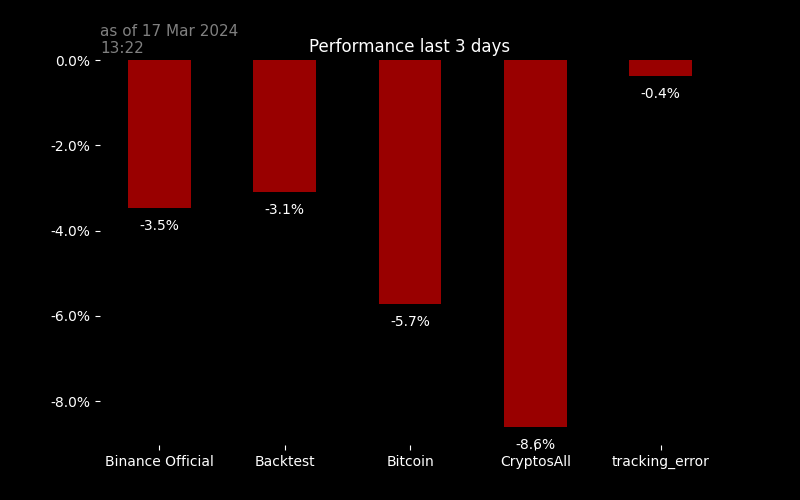 as of 17 Mar 2024
13:22
Performance last 3 days
0.0%
-2.0%
-4.0%
-6.0%
-8.0%
-3.5%
-3.1%
-5.7%
-8.6%
-0.4%
Binance Official
Backtest
Bitcoin
CryptosAll
tracking_error